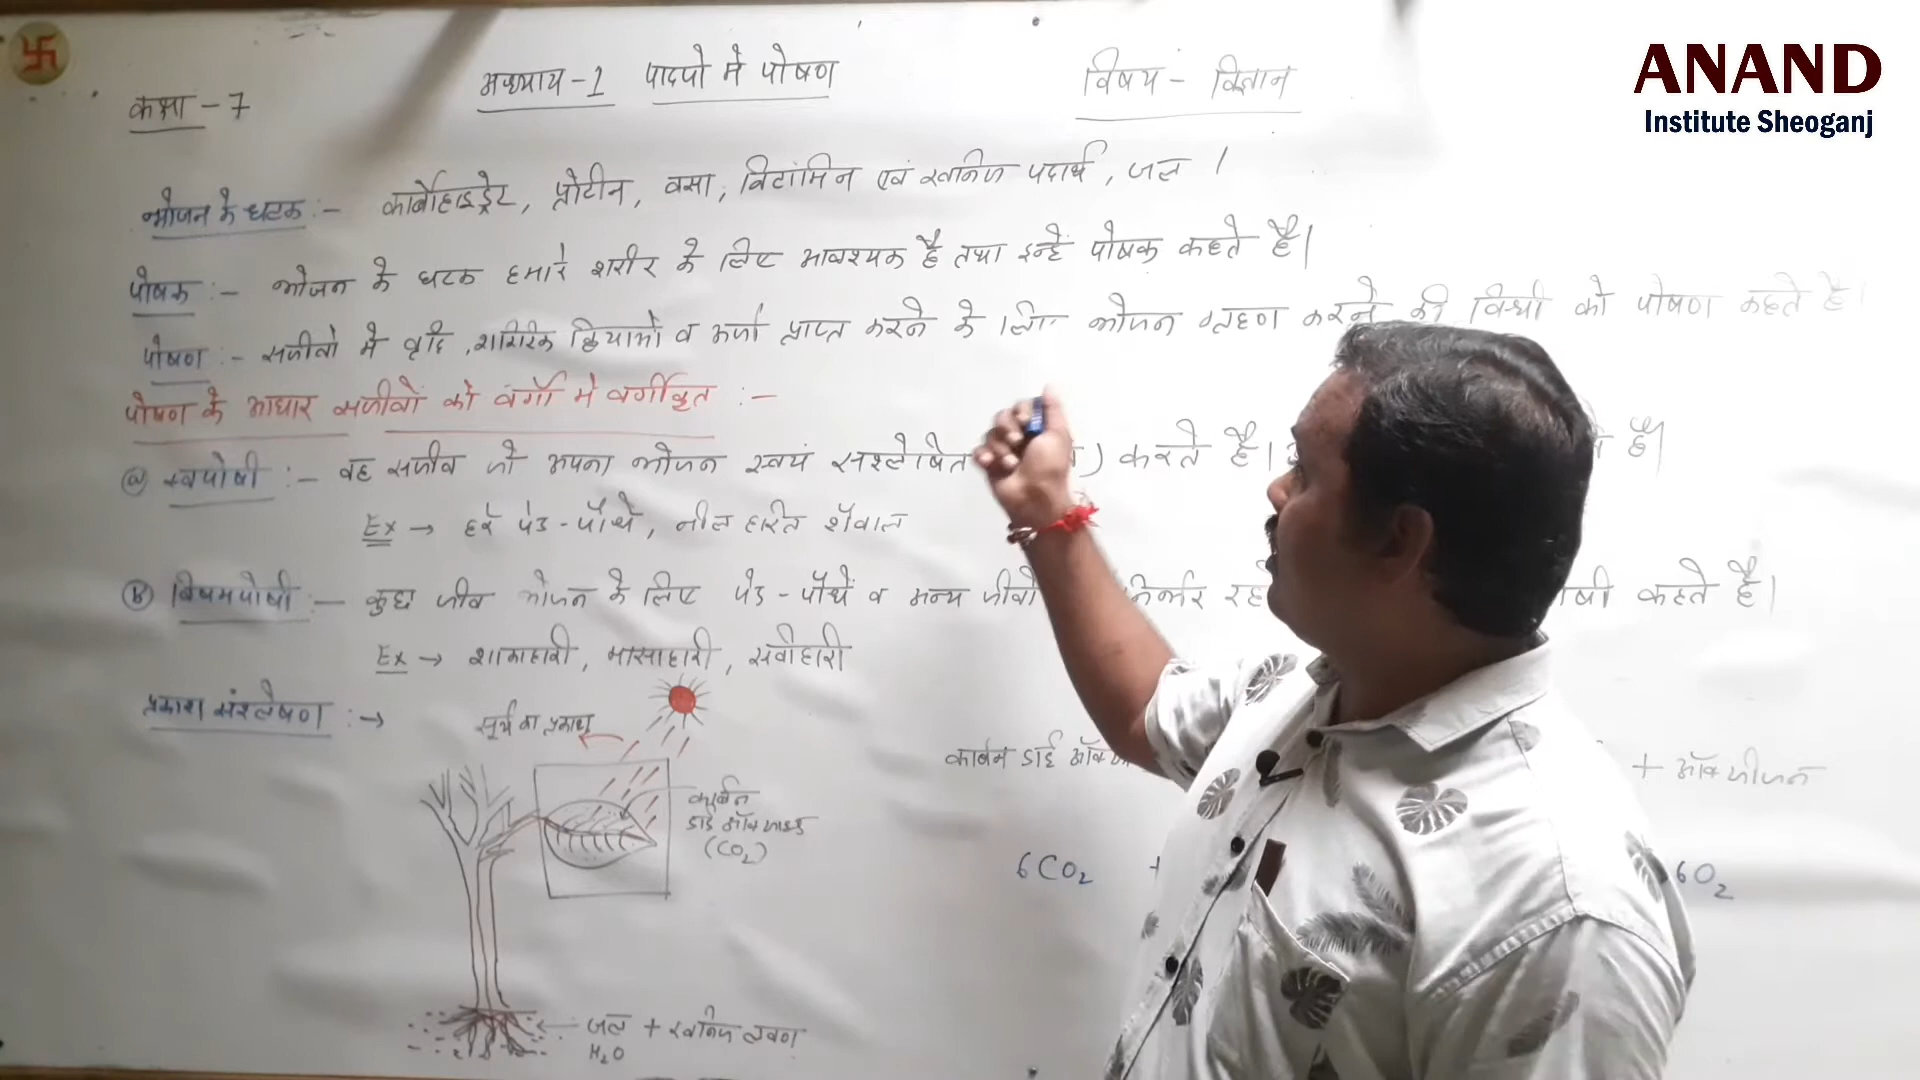 ANAND
Institute Sheoganj
कक्षा - 7
अध्याय - 1 पादपो मे पोषण
विषय - विज्ञान
भोजन के घटक :- कार्बोहाइड्रेट, प्रोटीन, वसा, विटामिन एवं खनिज पदार्थ, जल ।
पोषक :- भोजन के घटक हमारे शरीर के लिए आवश्यक है तथा इन्हें पोषक कहते है।
पोषण :- सजीवो मे वृद्धि, शारिरिक क्रियाओं व ऊर्जा प्राप्त करने के लिए भोजन ग्रहण करने की विधी को पोषण कहते है।
पोषण के आधार सजीवों को वर्गों मे वर्गीकृत :-
(a) स्वपोषी :- वह सजीव जो अपना भोजन स्वयं संश्लेषित ) करते है। है।
Ex → हरे पेड - पौधे, नील हरित शैवाल
(b) विषमपोषी :- कुछ जीव भोजन के लिए पेड - पौधें व अन्य जीवो निर्भर कहते है।
Ex → शाकाहारी, मासाहारी, सर्वाहारी
प्रकाश संश्लेषण :→
सूर्य का प्रकाश
कार्बन
डाई ऑक्साइड
(CO₂)
कार्बन डाई
+ ऑक्सीजन
6CO₂ +
6O₂
जल + खनिज लवण
H₂O